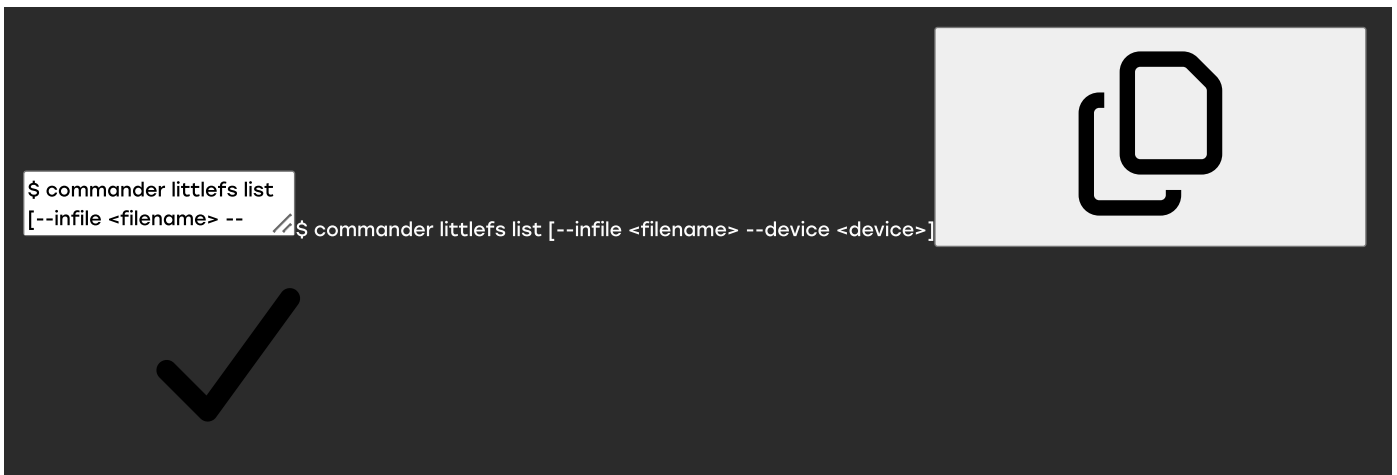 $ commander littlefs list
[--infile <filename> --
$ commander littlefs list [--infile <filename> --device <device>]